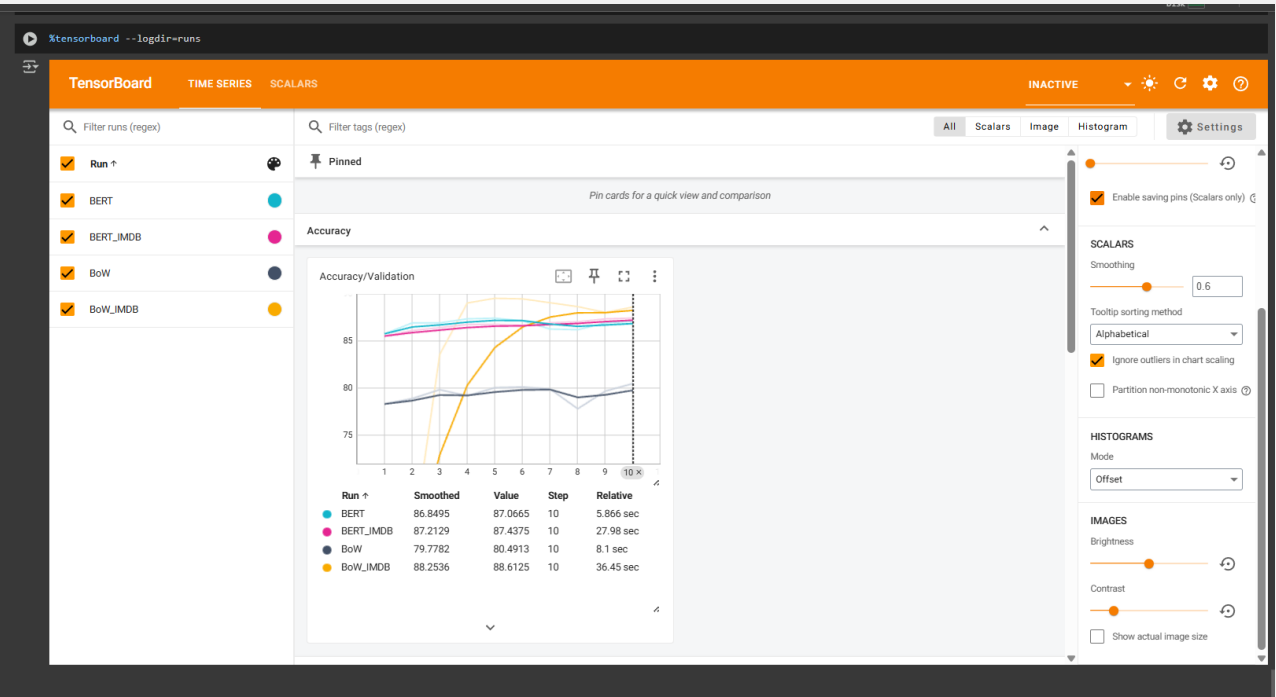 Disk
%tensorboard --logdir=runs
TensorBoard TIME SERIES SCALARS INACTIVE
Filter runs (regex)
Filter tags (regex) All Scalars Image Histogram Settings
Run ↑
BERT
BERT_IMDB
BoW
BoW_IMDB
Pinned
Pin cards for a quick view and comparison
Accuracy
Accuracy/Validation
85
80
75
1 2 3 4 5 6 7 8 9 10 ×
Run ↑ Smoothed Value Step Relative
BERT 86.8495 87.0665 10 5.866 sec
BERT_IMDB 87.2129 87.4375 10 27.98 sec
BoW 79.7782 80.4913 10 8.1 sec
BoW_IMDB 88.2536 88.6125 10 36.45 sec
Enable saving pins (Scalars only)
SCALARS
Smoothing
0.6
Tooltip sorting method
Alphabetical
Ignore outliers in chart scaling
Partition non-monotonic X axis
HISTOGRAMS
Mode
Offset
IMAGES
Brightness
Contrast
Show actual image size